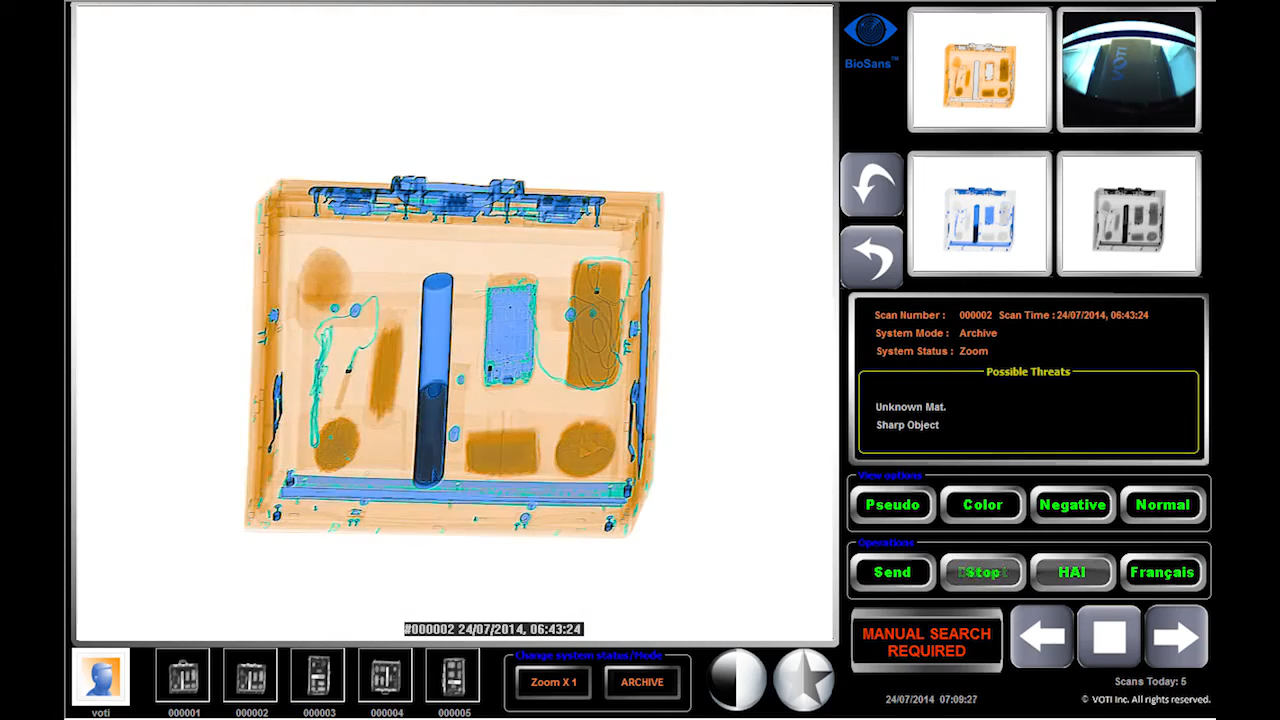 BioSans™
VOTI
Scan Number : 000002 Scan Time : 24/07/2014, 06:43:24
System Mode : Archive
System Status : Zoom
Possible Threats
Unknown Mat.
Sharp Object
View options
Pseudo Color Negative Normal
Operations
Send Stop HAI Français
MANUAL SEARCH
REQUIRED
#000002 24/07/2014, 06:43:24
Change system status/Mode
Zoom X 1 ARCHIVE
voti 000001 000002 000003 000004 000005
Scans Today: 5
24/07/2014 07:09:27
© VOTI Inc. All rights reserved.